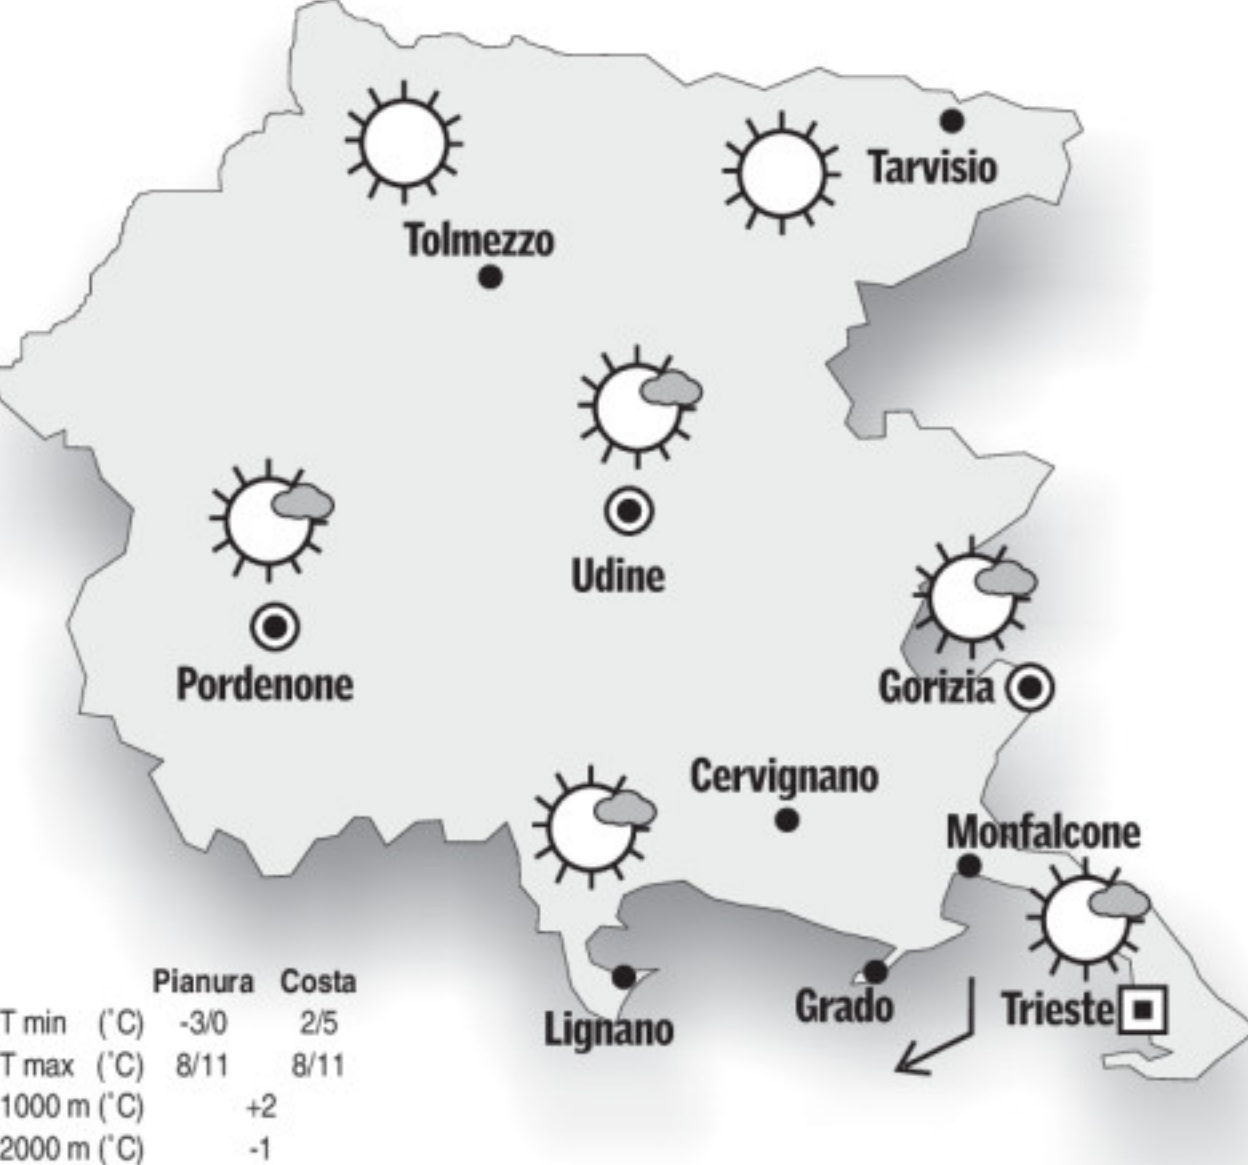 Tarvisio
Tolmezzo
Udine
Pordenone
Gorizia
Cervignano
Monfalcone
Pianura Costa
T min (°C) -3/0 2/5
T max (°C) 8/11 8/11
1000 m (°C) +2
2000 m (°C) -1
Lignano
Grado
Trieste